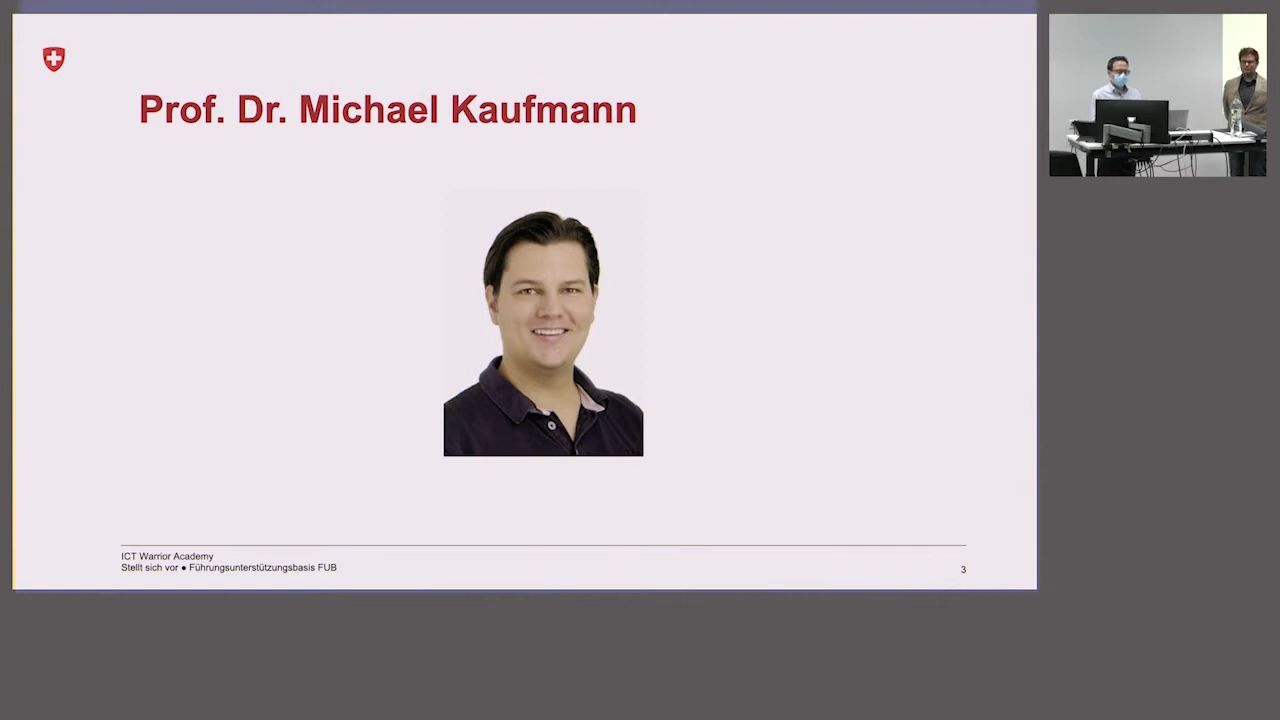 Prof. Dr. Michael Kaufmann
ICT Warrior Academy
Stellt sich vor ● Führungsunterstützungsbasis FUB
3